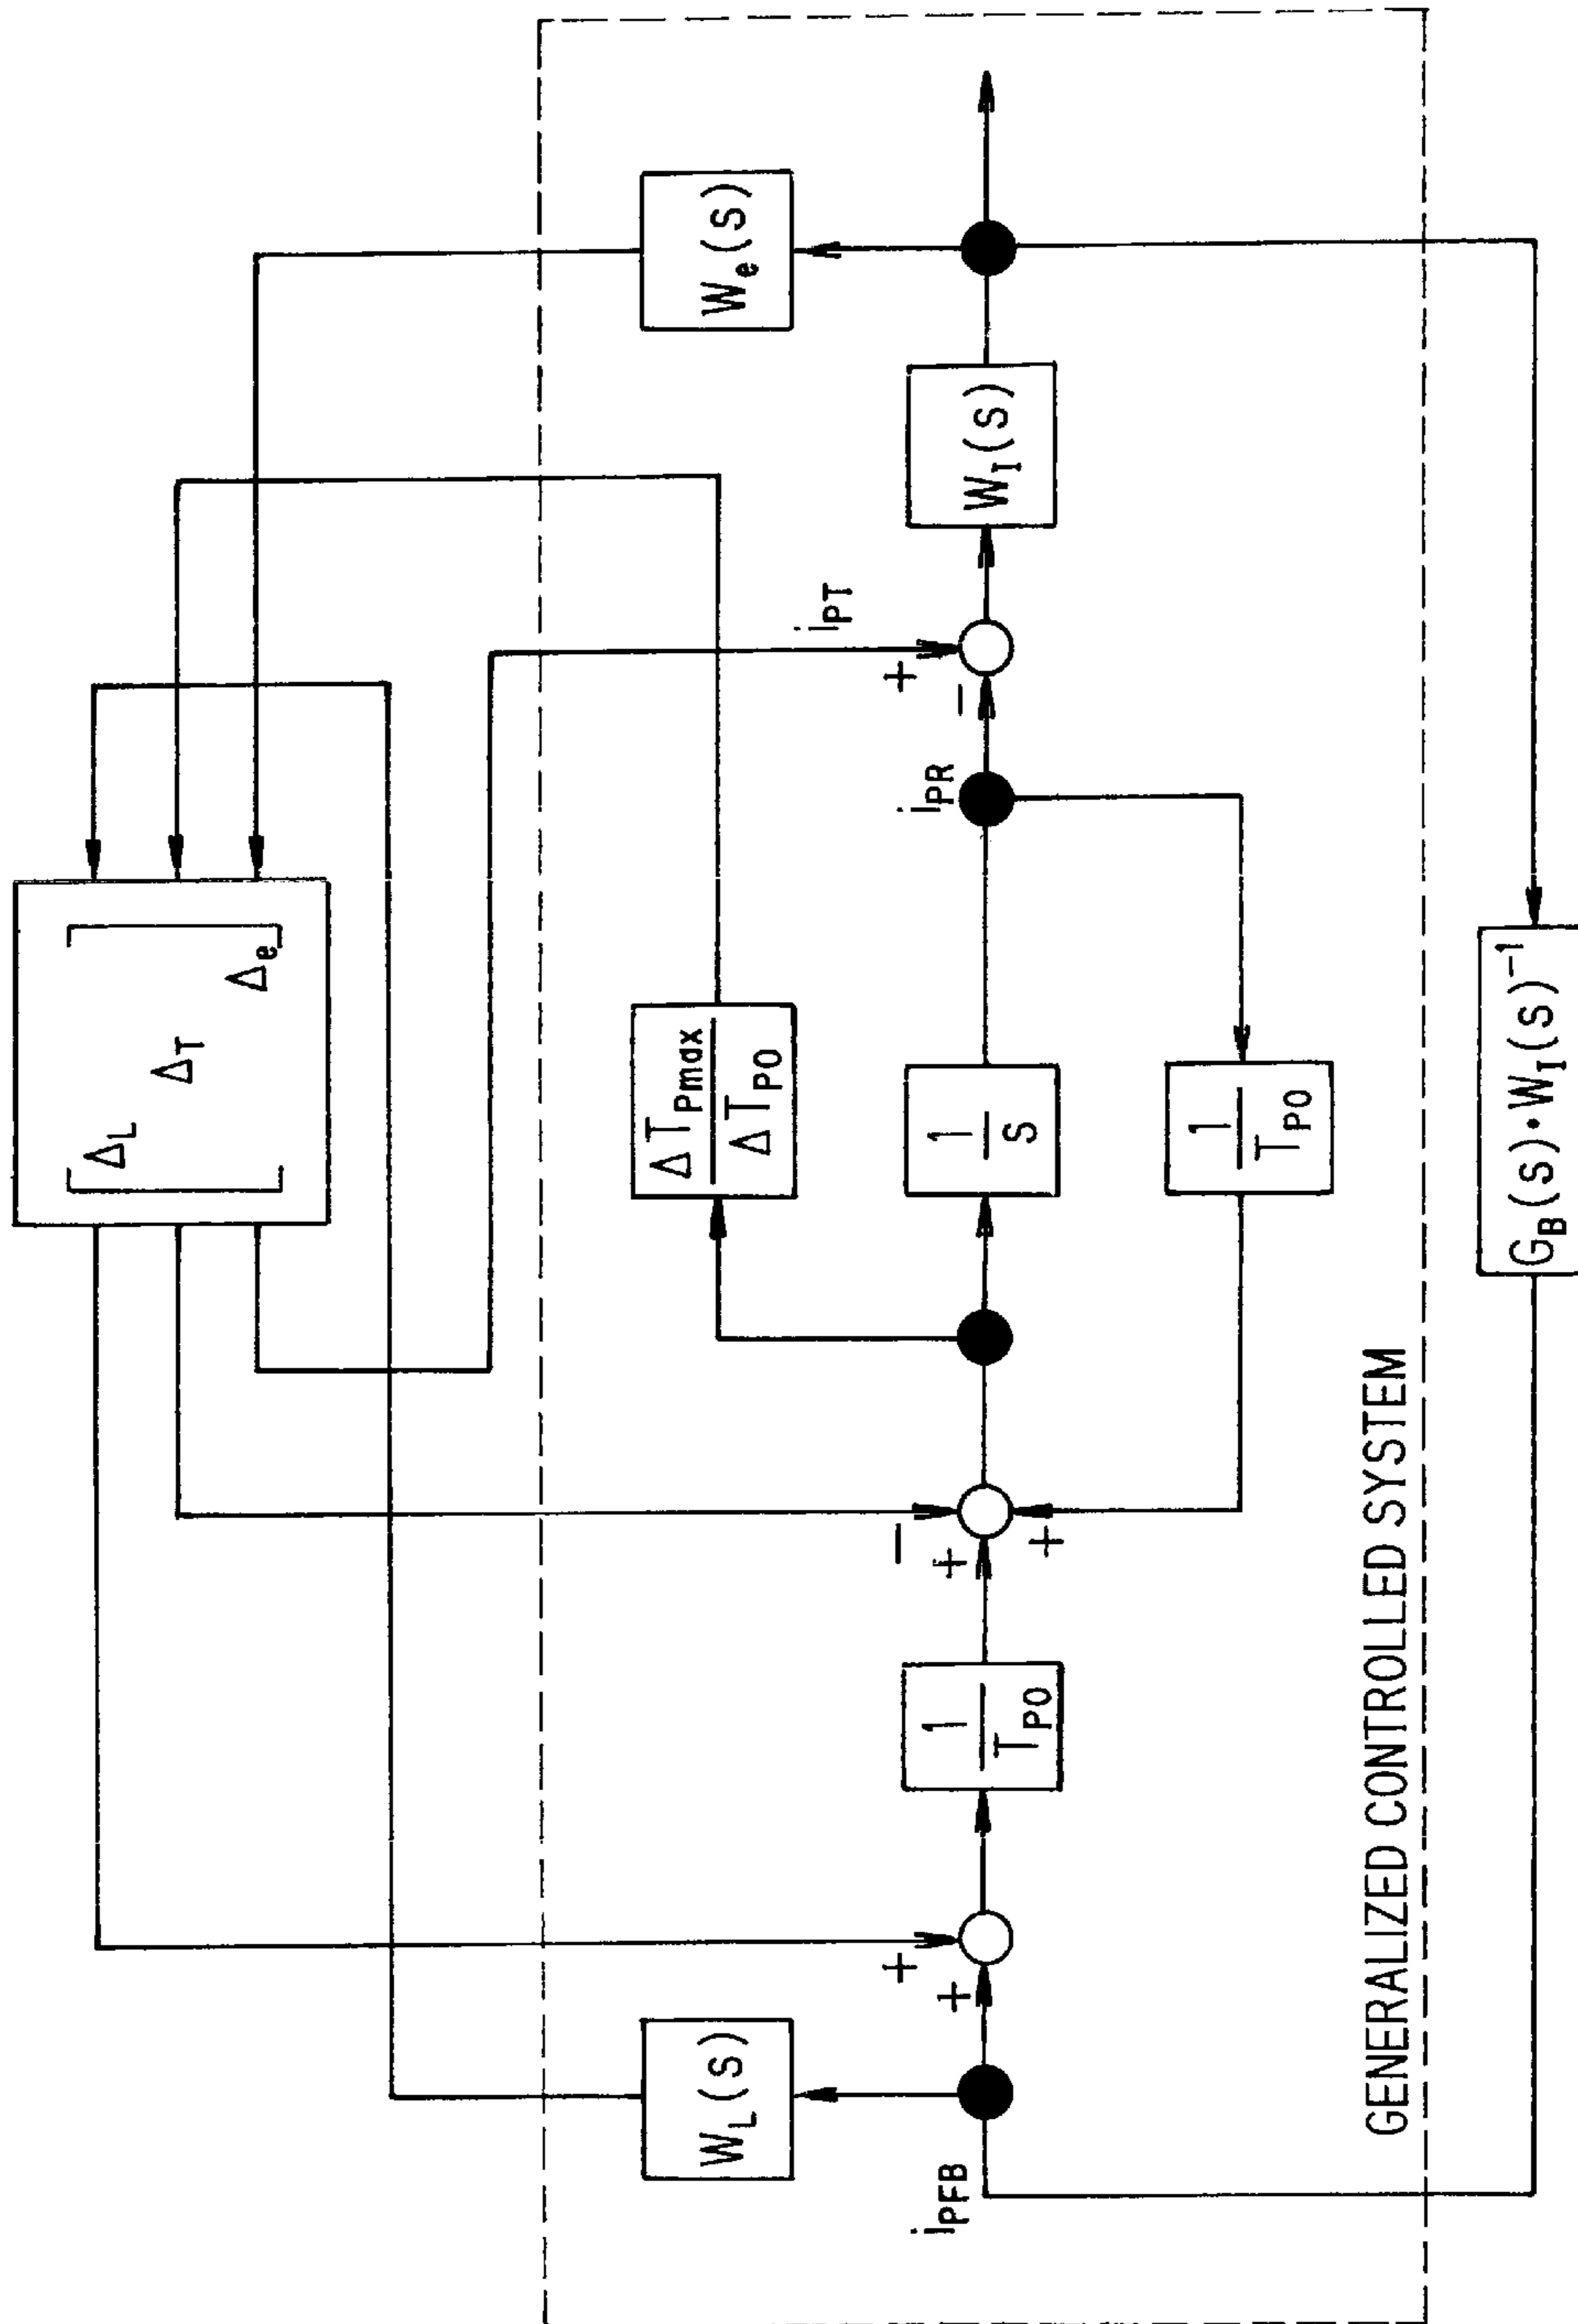 [Δ_L Δ_T Δ_e]
W_L(S)
ΔT_Pmax
ΔT_PO
W_e(S)
i_PFB
+
+
1
T_PO
-
+
+
1
S
i_PR
i_PT
+
-
W_I(S)
1
T_PO
GENERALIZED CONTROLLED SYSTEM
G_B(S)·W_I(S)^-1